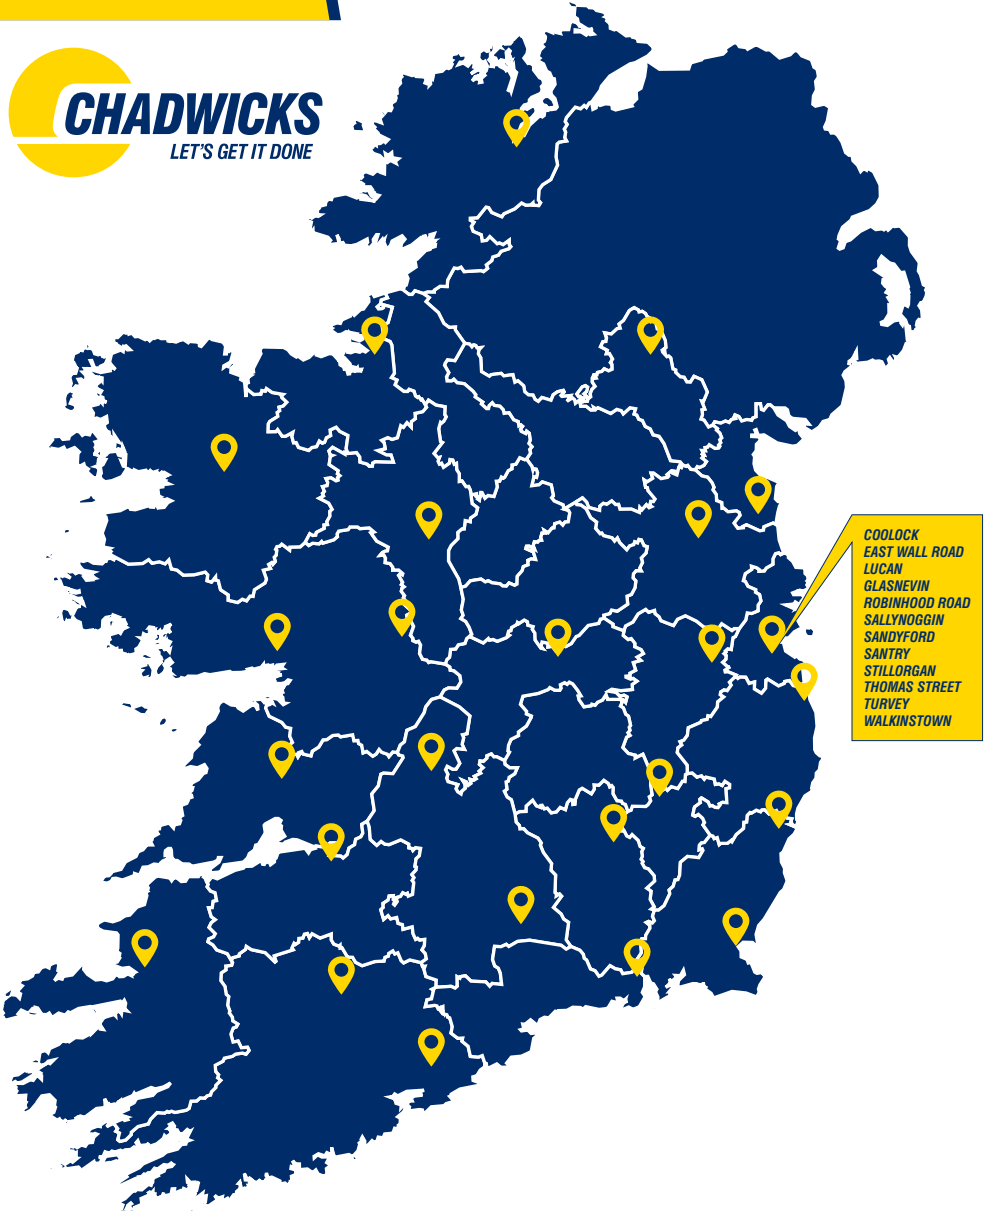 CHADWICKS
LET'S GET IT DONE
COOLOCK
EAST WALL ROAD
LUCAN
GLASNEVIN
ROBINHOOD ROAD
SALLYNOGGIN
SANDYFORD
SANTRY
STILLORGAN
THOMAS STREET
TURVEY
WALKINSTOWN